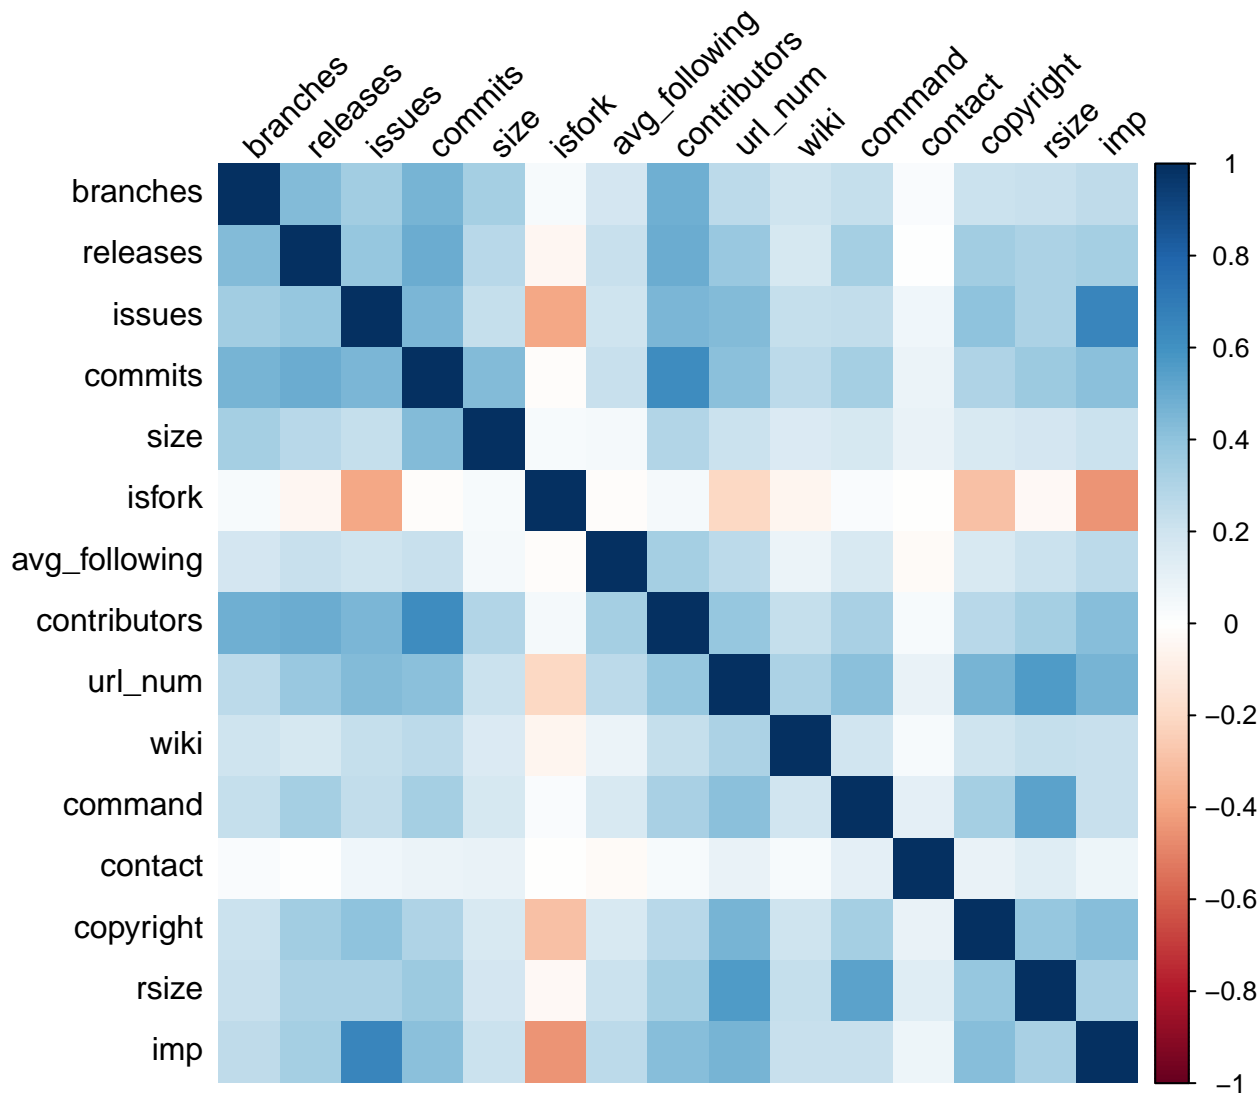 branches
releases
issues
commits
size
isfork
avg_following
contributors
url_num
wiki
command
contact
copyright
rsize
imp
branches
releases
issues
commits
size
isfork
avg_following
contributors
url_num
wiki
command
contact
copyright
rsize
imp
1
0.8
0.6
0.4
0.2
0
−0.2
−0.4
−0.6
−0.8
−1